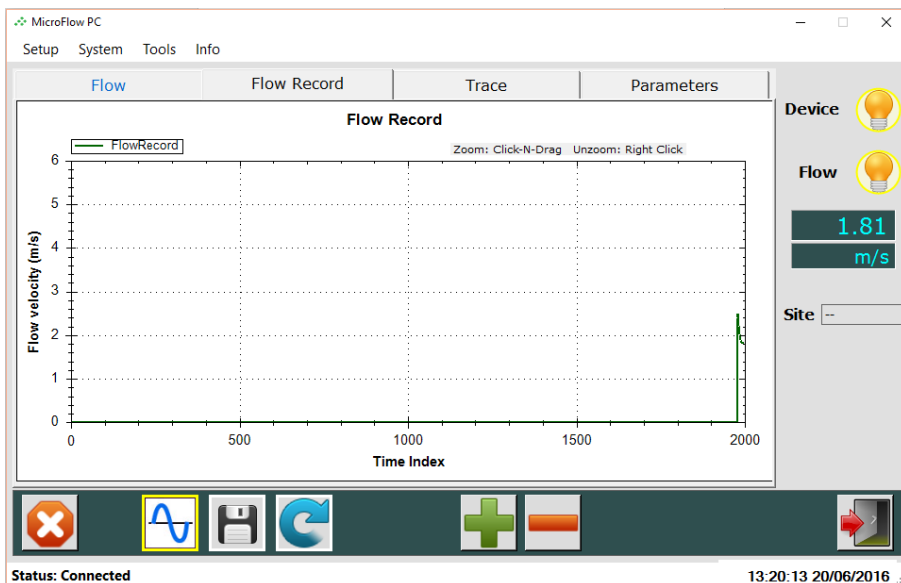 MicroFlow PC
Setup System Tools Info
Flow Flow Record Trace Parameters
Flow Record
FlowRecord
Zoom: Click-N-Drag Unzoom: Right Click
6
5
4
3
2
1
0
Flow velocity (m/s)
0 500 1000 1500 2000
Time Index
Device
Flow
1.81
m/s
Site --
Status: Connected 13:20:13 20/06/2016